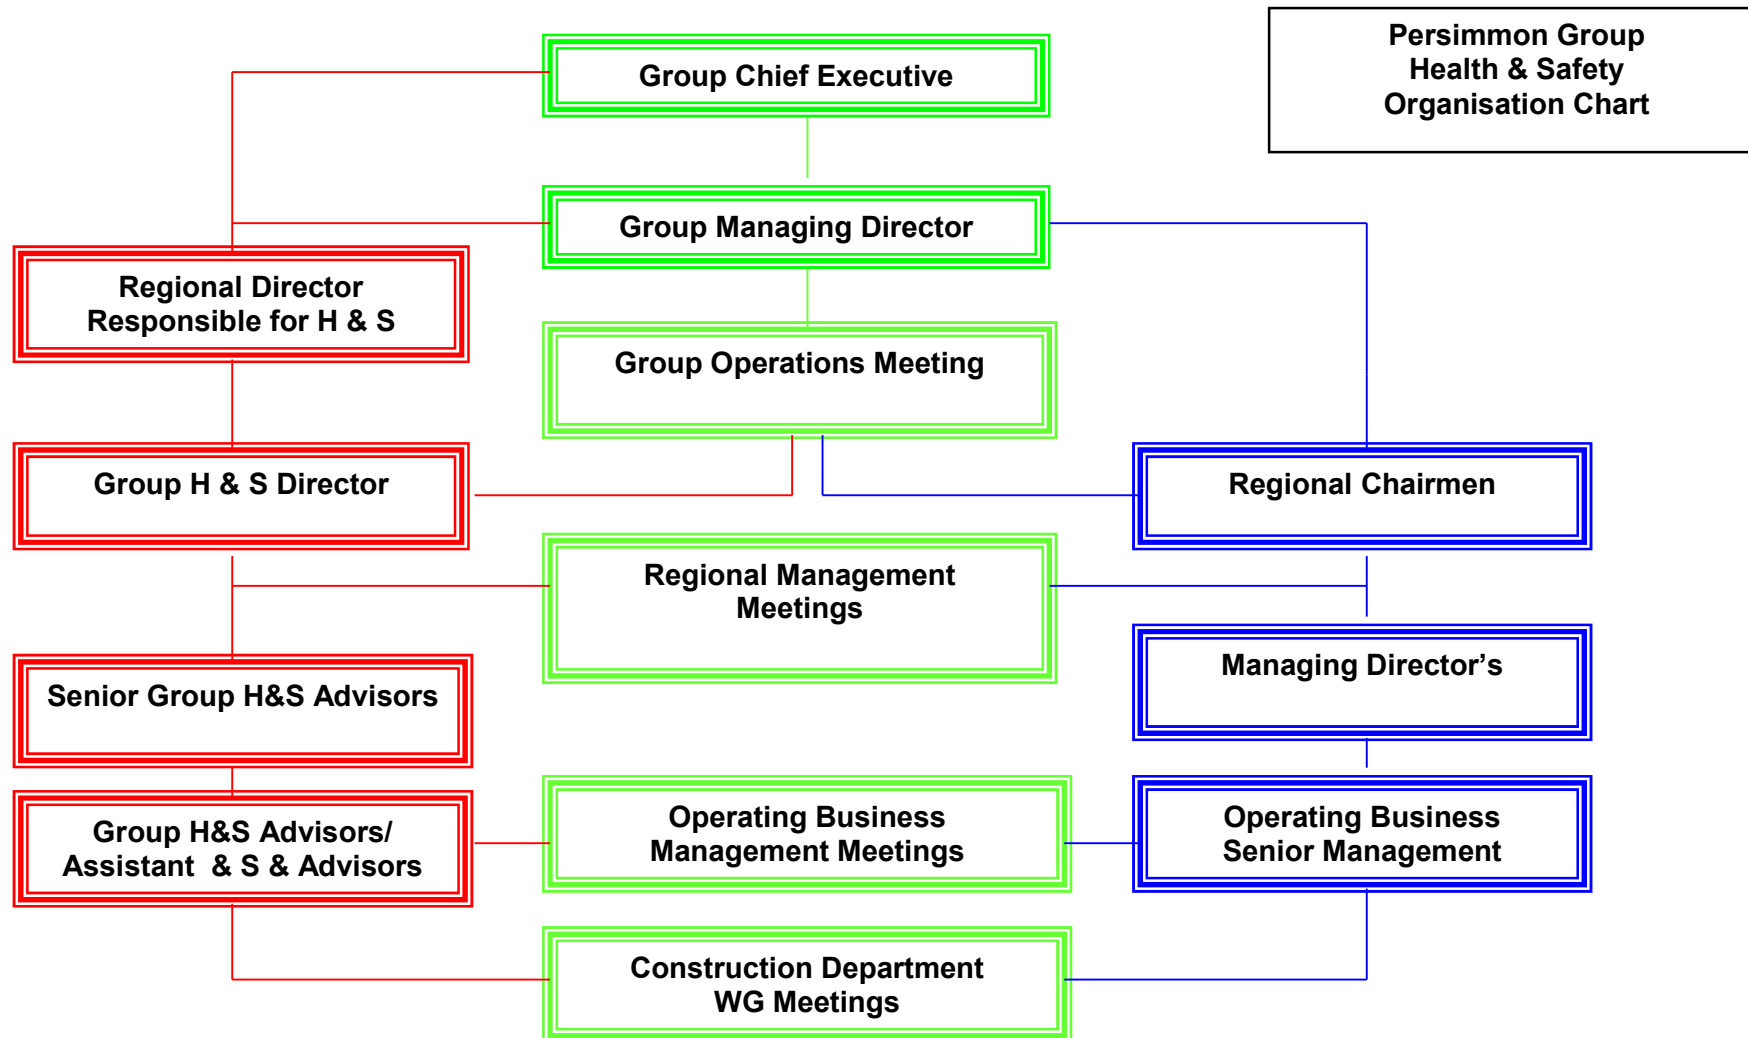 Persimmon Group
Health & Safety
Organisation Chart
Group Chief Executive
Group Managing Director
Regional Director
Responsible for H & S
Group Operations Meeting
Group H & S Director
Regional Chairmen
Regional Management
Meetings
Senior Group H&S Advisors
Managing Director’s
Group H&S Advisors/
Assistant & S & Advisors
Operating Business
Management Meetings
Operating Business
Senior Management
Construction Department
WG Meetings